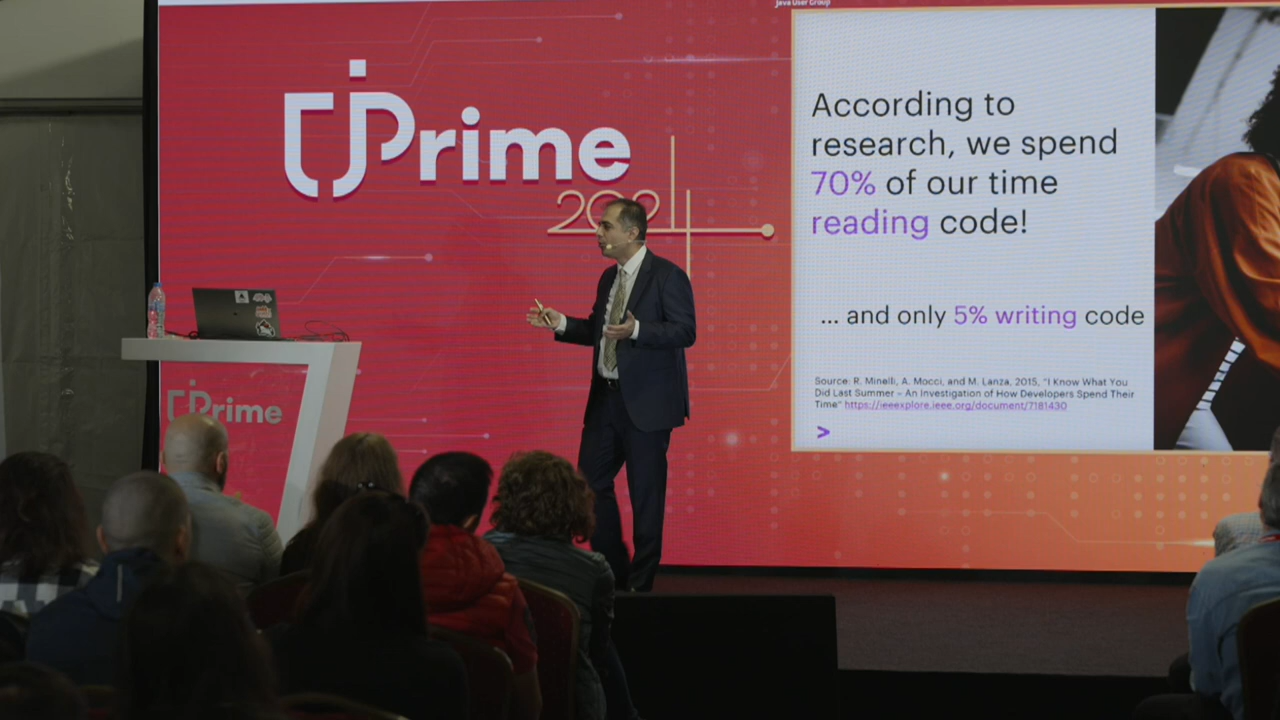 Java User Group
jPrime
2021
According to
research, we spend
70% of our time
reading code!
... and only 5% writing code
Source: R. Minelli, A. Mocci, and M. Lanza, 2015, "I Know What You
Did Last Summer – An Investigation of How Developers Spend Their
Time" https://ieeexplore.ieee.org/document/7181430
>
jPrime